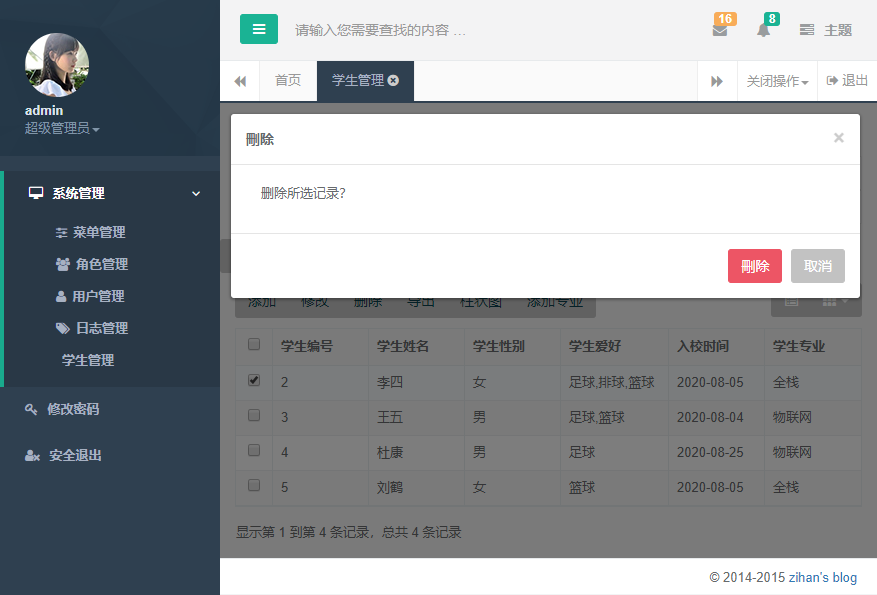 请输入您需要查找的内容 …
16
8
主题
admin
超级管理员
首页
学生管理
关闭操作
退出
系统管理
菜单管理
角色管理
用户管理
日志管理
学生管理
修改密码
安全退出
刪除
×
删除所选记录？
刪除
取消
添加 修改 删除 导出 柱状图 添加专业
学生编号 学生姓名 学生性别 学生爱好 入校时间 学生专业
2 李四 女 足球,排球,篮球 2020-08-05 全栈
3 王五 男 足球,篮球 2020-08-04 物联网
4 杜康 男 足球 2020-08-25 物联网
5 刘鹤 女 篮球 2020-08-05 全栈
显示第 1 到第 4 条记录，总共 4 条记录
© 2014-2015 zihan's blog